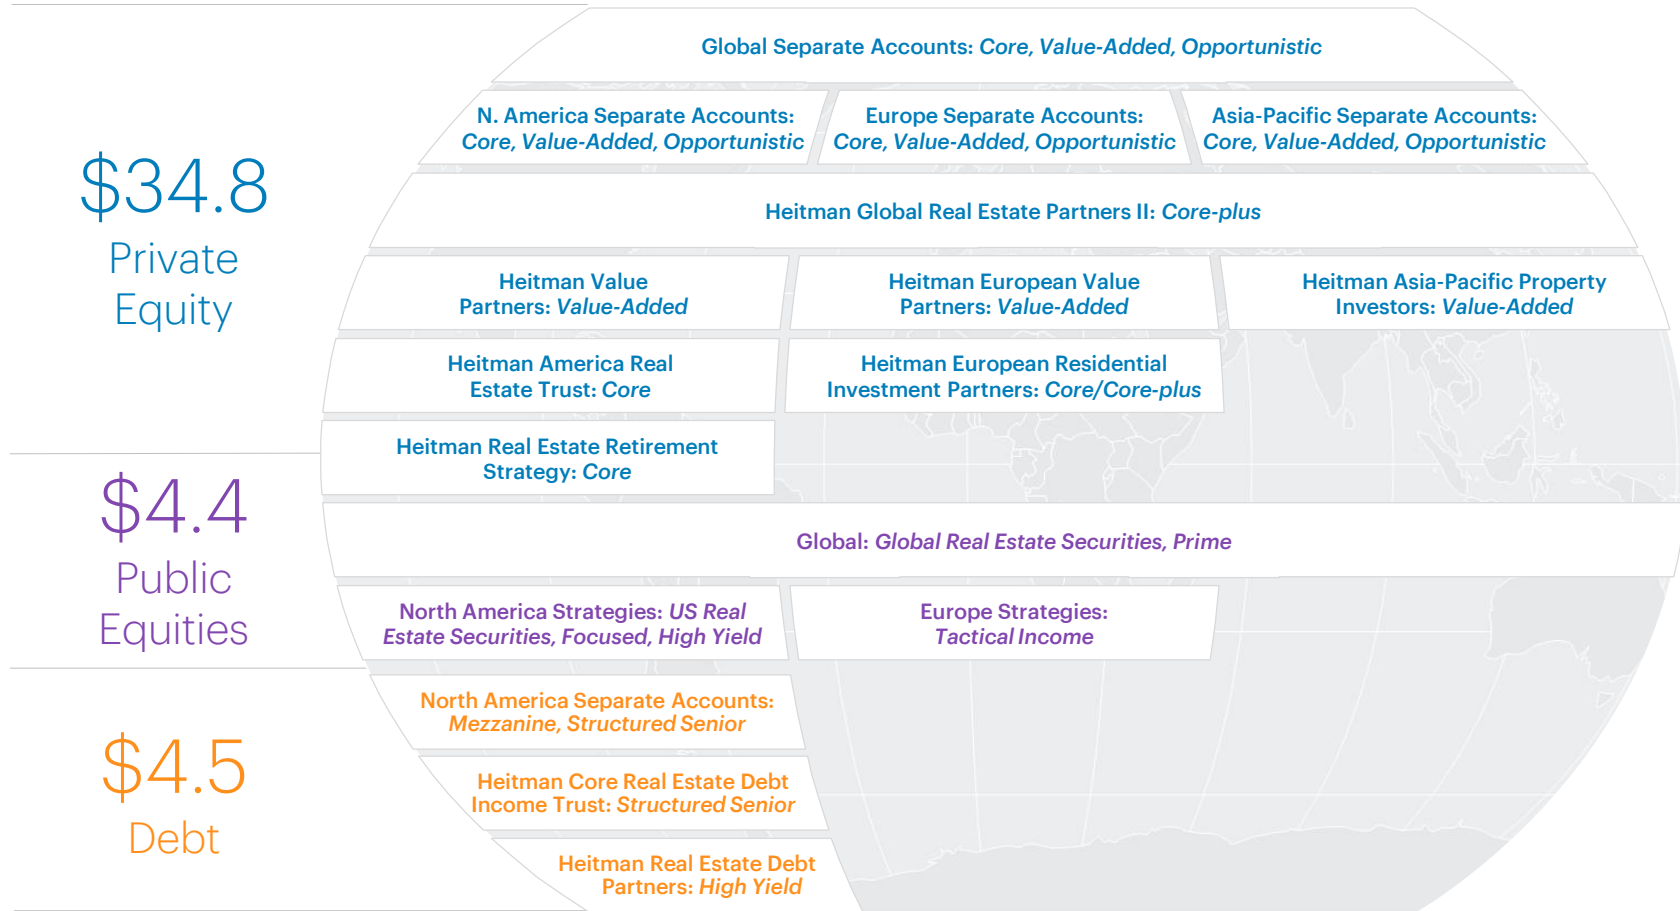 Global Separate Accounts: Core, Value-Added, Opportunistic
N. America Separate Accounts:
Core, Value-Added, Opportunistic
Europe Separate Accounts:
Core, Value-Added, Opportunistic
Asia-Pacific Separate Accounts:
Core, Value-Added, Opportunistic
$34.8
Private
Equity
Heitman Global Real Estate Partners II: Core-plus
Heitman Value
Partners: Value-Added
Heitman European Value
Partners: Value-Added
Heitman Asia-Pacific Property
Investors: Value-Added
Heitman America Real
Estate Trust: Core
Heitman European Residential
Investment Partners: Core/Core-plus
Heitman Real Estate Retirement
Strategy: Core
$4.4
Public
Equities
Global: Global Real Estate Securities, Prime
North America Strategies: US Real
Estate Securities, Focused, High Yield
Europe Strategies:
Tactical Income
$4.5
Debt
North America Separate Accounts:
Mezzanine, Structured Senior
Heitman Core Real Estate Debt
Income Trust: Structured Senior
Heitman Real Estate Debt
Partners: High Yield